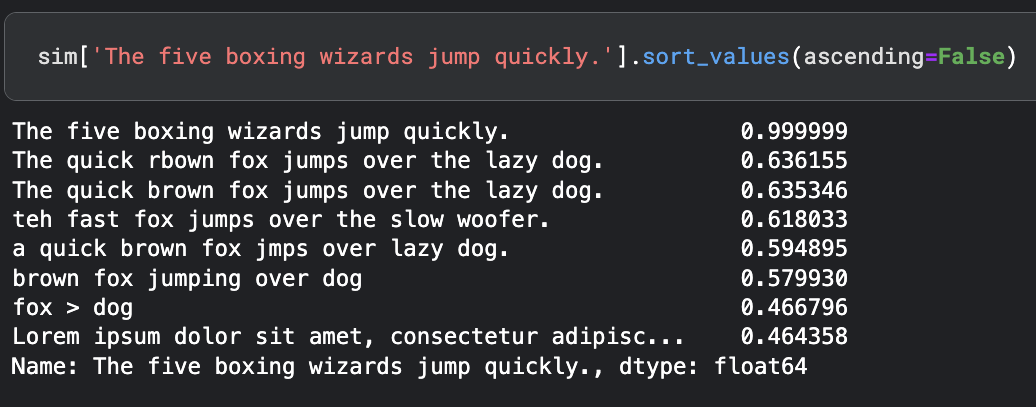 sim['The five boxing wizards jump quickly.'].sort_values(ascending=False)
The five boxing wizards jump quickly. 0.999999
The quick rbown fox jumps over the lazy dog. 0.636155
The quick brown fox jumps over the lazy dog. 0.635346
teh fast fox jumps over the slow woofer. 0.618033
a quick brown fox jmps over lazy dog. 0.594895
brown fox jumping over dog 0.579930
fox > dog 0.466796
Lorem ipsum dolor sit amet, consectetur adipisc... 0.464358
Name: The five boxing wizards jump quickly., dtype: float64